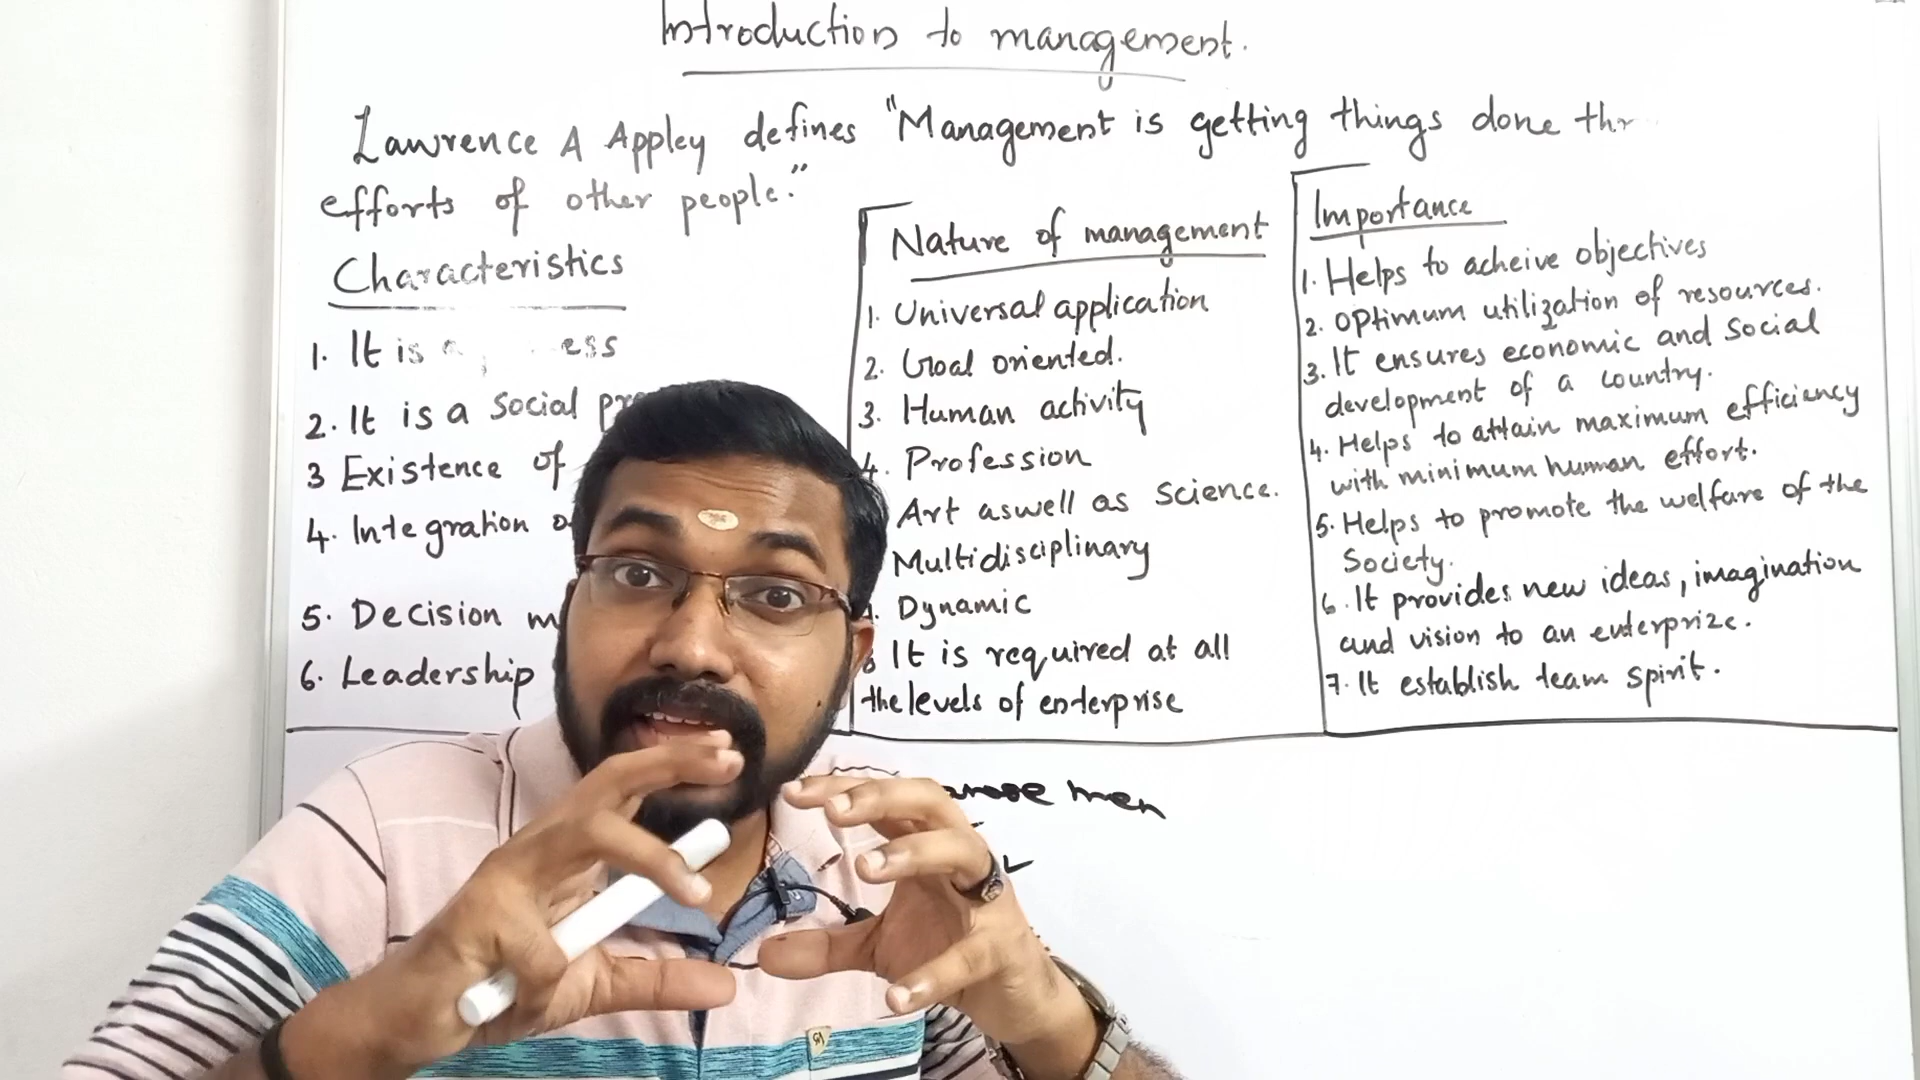 Introduction to management.
Lawrence A Appley defines "Management is getting things done thr
efforts of other people."
Characteristics
1. It is a
2. It is a Social
3 Existence of
4. Integration
5. Decision
6. Leadership
Nature of management
1. Universal application
2. Goal oriented.
3. Human activity
4. Profession
Art aswell as Science.
Multidisciplinary
Dynamic
8 It is required at all
the levels of enterprise
Importance
1. Helps to acheive objectives
2. optimum utilization of resources.
3. It ensures economic and social
development of a country.
4. Helps to attain maximum efficiency
with minimum human effort.
5. Helps to promote the welfare of the
Society.
6. It provides new ideas, imagination
and vision to an enterprize.
7. It establish team spirit.
men